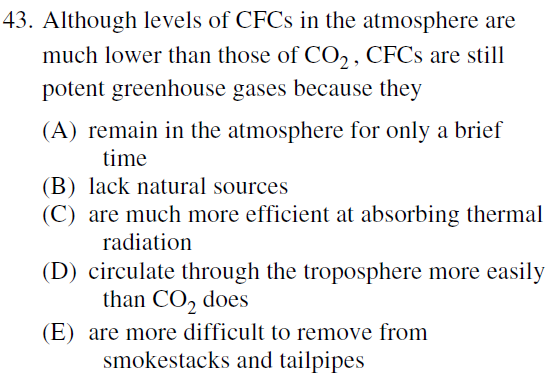 43. Although levels of CFCs in the atmosphere are
much lower than those of CO₂, CFCs are still
potent greenhouse gases because they
(A) remain in the atmosphere for only a brief
time
(B) lack natural sources
(C) are much more efficient at absorbing thermal
radiation
(D) circulate through the troposphere more easily
than CO₂ does
(E) are more difficult to remove from
smokestacks and tailpipes